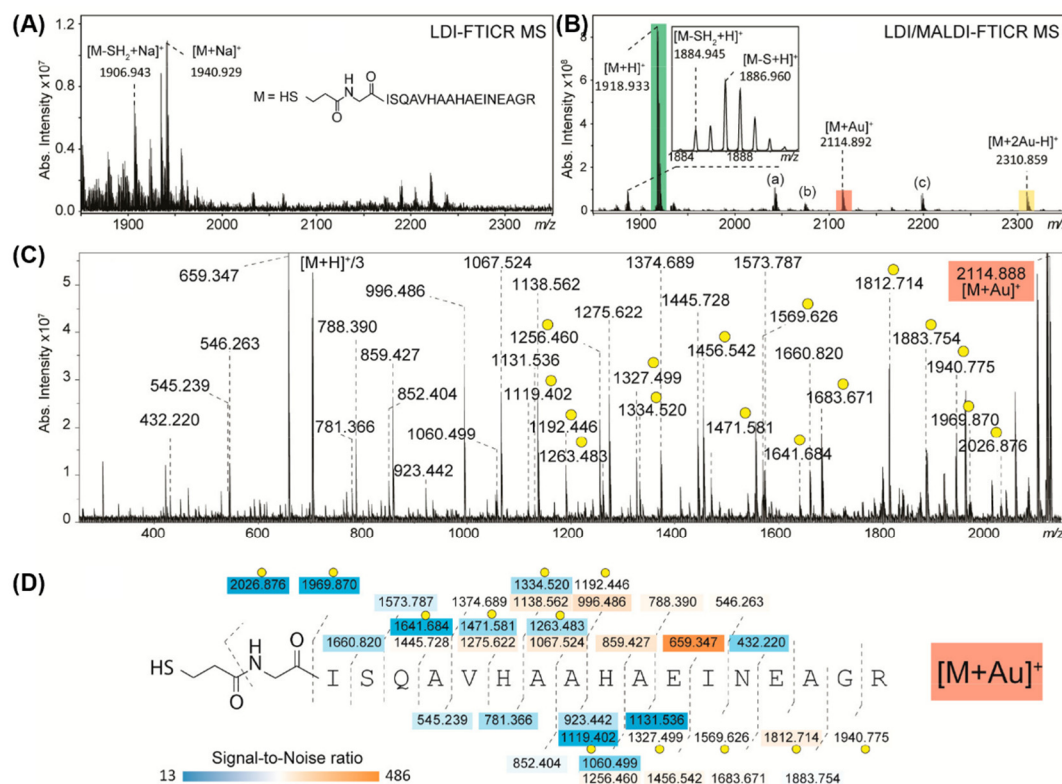 (A)
LDI-FTICR MS
Abs. Intensity x10⁷
1.2
0.8
0.4
0.0
[M-SH₂+Na]⁺
1906.943
[M+Na]⁺
1940.929
M = HS
O
N
H
O
ISQAVHAAHAEINEAGR
1900 2000 2100 2200 2300 m/z
(B)
LDI/MALDI-FTICR MS
Abs. Intensity x10⁸
8
6
4
2
0
[M+H]⁺
1918.933
[M-SH₂+H]⁺
1884.945
[M-S+H]⁺
1886.960
1884 1888 m/z
(a)
(b)
[M+Au]⁺
2114.892
(c)
[M+2Au-H]⁺
2310.859
1900 2000 2100 2200 2300 m/z
(C)
Abs. Intensity x10⁷
5
4
3
2
1
0
432.220
545.239
546.263
659.347
[M+H]⁺/3
781.366
788.390
859.427
852.404
923.442
996.486
1060.499
1067.524
1138.562
1256.460
1131.536
1119.402
1192.446
1263.483
1275.622
1327.499
1334.520
1374.689
1445.728
1456.542
1471.581
1573.787
1569.626
1660.820
1641.684
1683.671
1812.714
1883.754
1940.775
1969.870
2026.876
2114.888
[M+Au]⁺
400 600 800 1000 1200 1400 1600 1800 2000 m/z
(D)
2026.876 1969.870 1334.520 1192.446
1573.787 1374.689 1138.562 996.486 788.390 546.263
1641.684 1471.581 1263.483
1660.820 1445.728 1275.622 1067.524 859.427 659.347 432.220
HS
O
H
N
O
I S Q A V H A A H A E I N E A G R
[M+Au]⁺
545.239 781.366 923.442 1131.536
1119.402 1327.499 1569.626 1812.714 1940.775
852.404 1060.499
1256.460 1456.542 1683.671 1883.754
Signal-to-Noise ratio
13 486